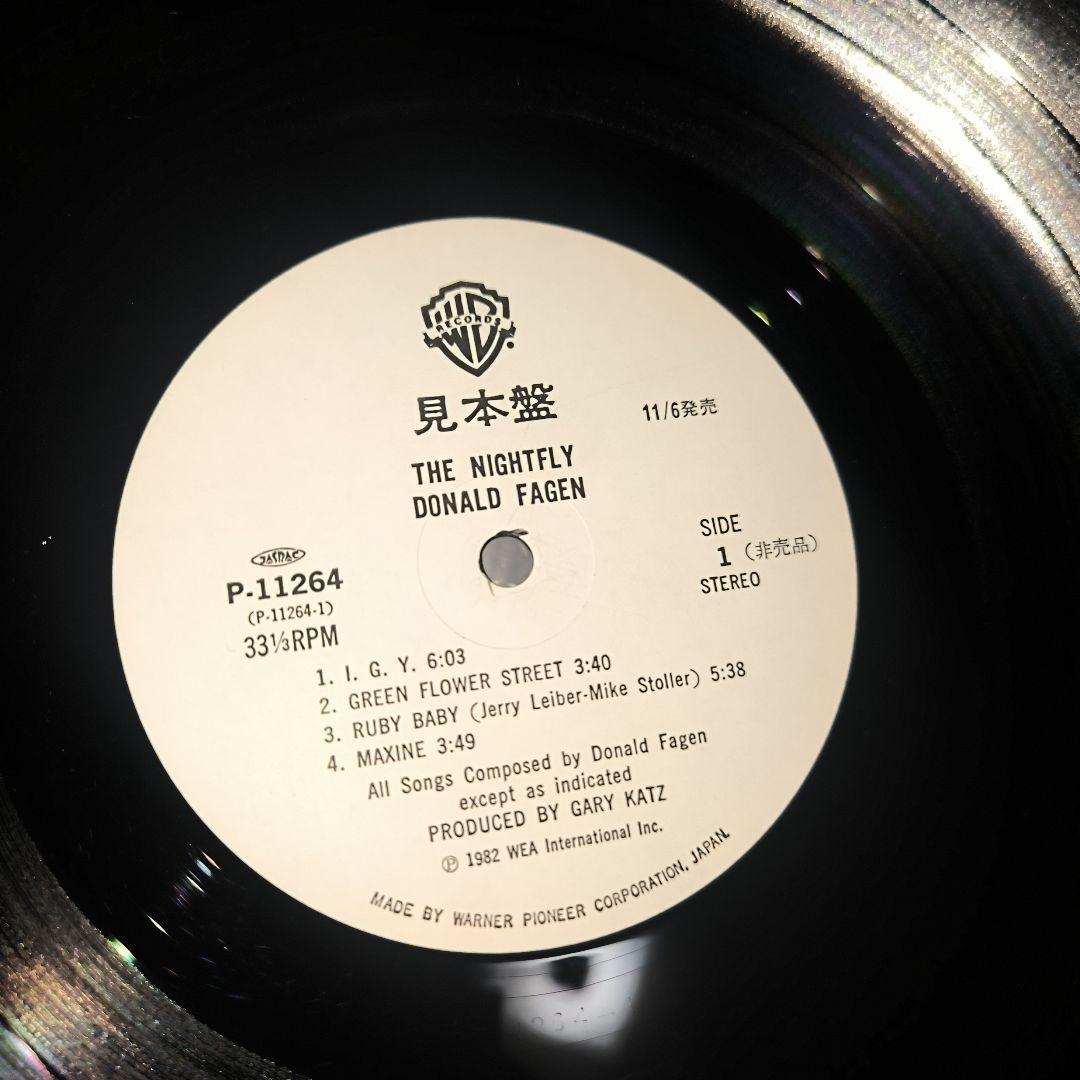 WB
RECORDS
見本盤
11/6発売
THE NIGHTFLY
DONALD FAGEN
SIDE
1 (非売品)
STEREO
JASRAC
P-11264
(P-11264-1)
33⅓RPM
1. I. G. Y. 6:03
2. GREEN FLOWER STREET 3:40
3. RUBY BABY (Jerry Leiber-Mike Stoller) 5:38
4. MAXINE 3:49
All Songs Composed by Donald Fagen
except as indicated
PRODUCED BY GARY KATZ
Ⓟ 1982 WEA International Inc.
MADE BY WARNER PIONEER CORPORATION, JAPAN.